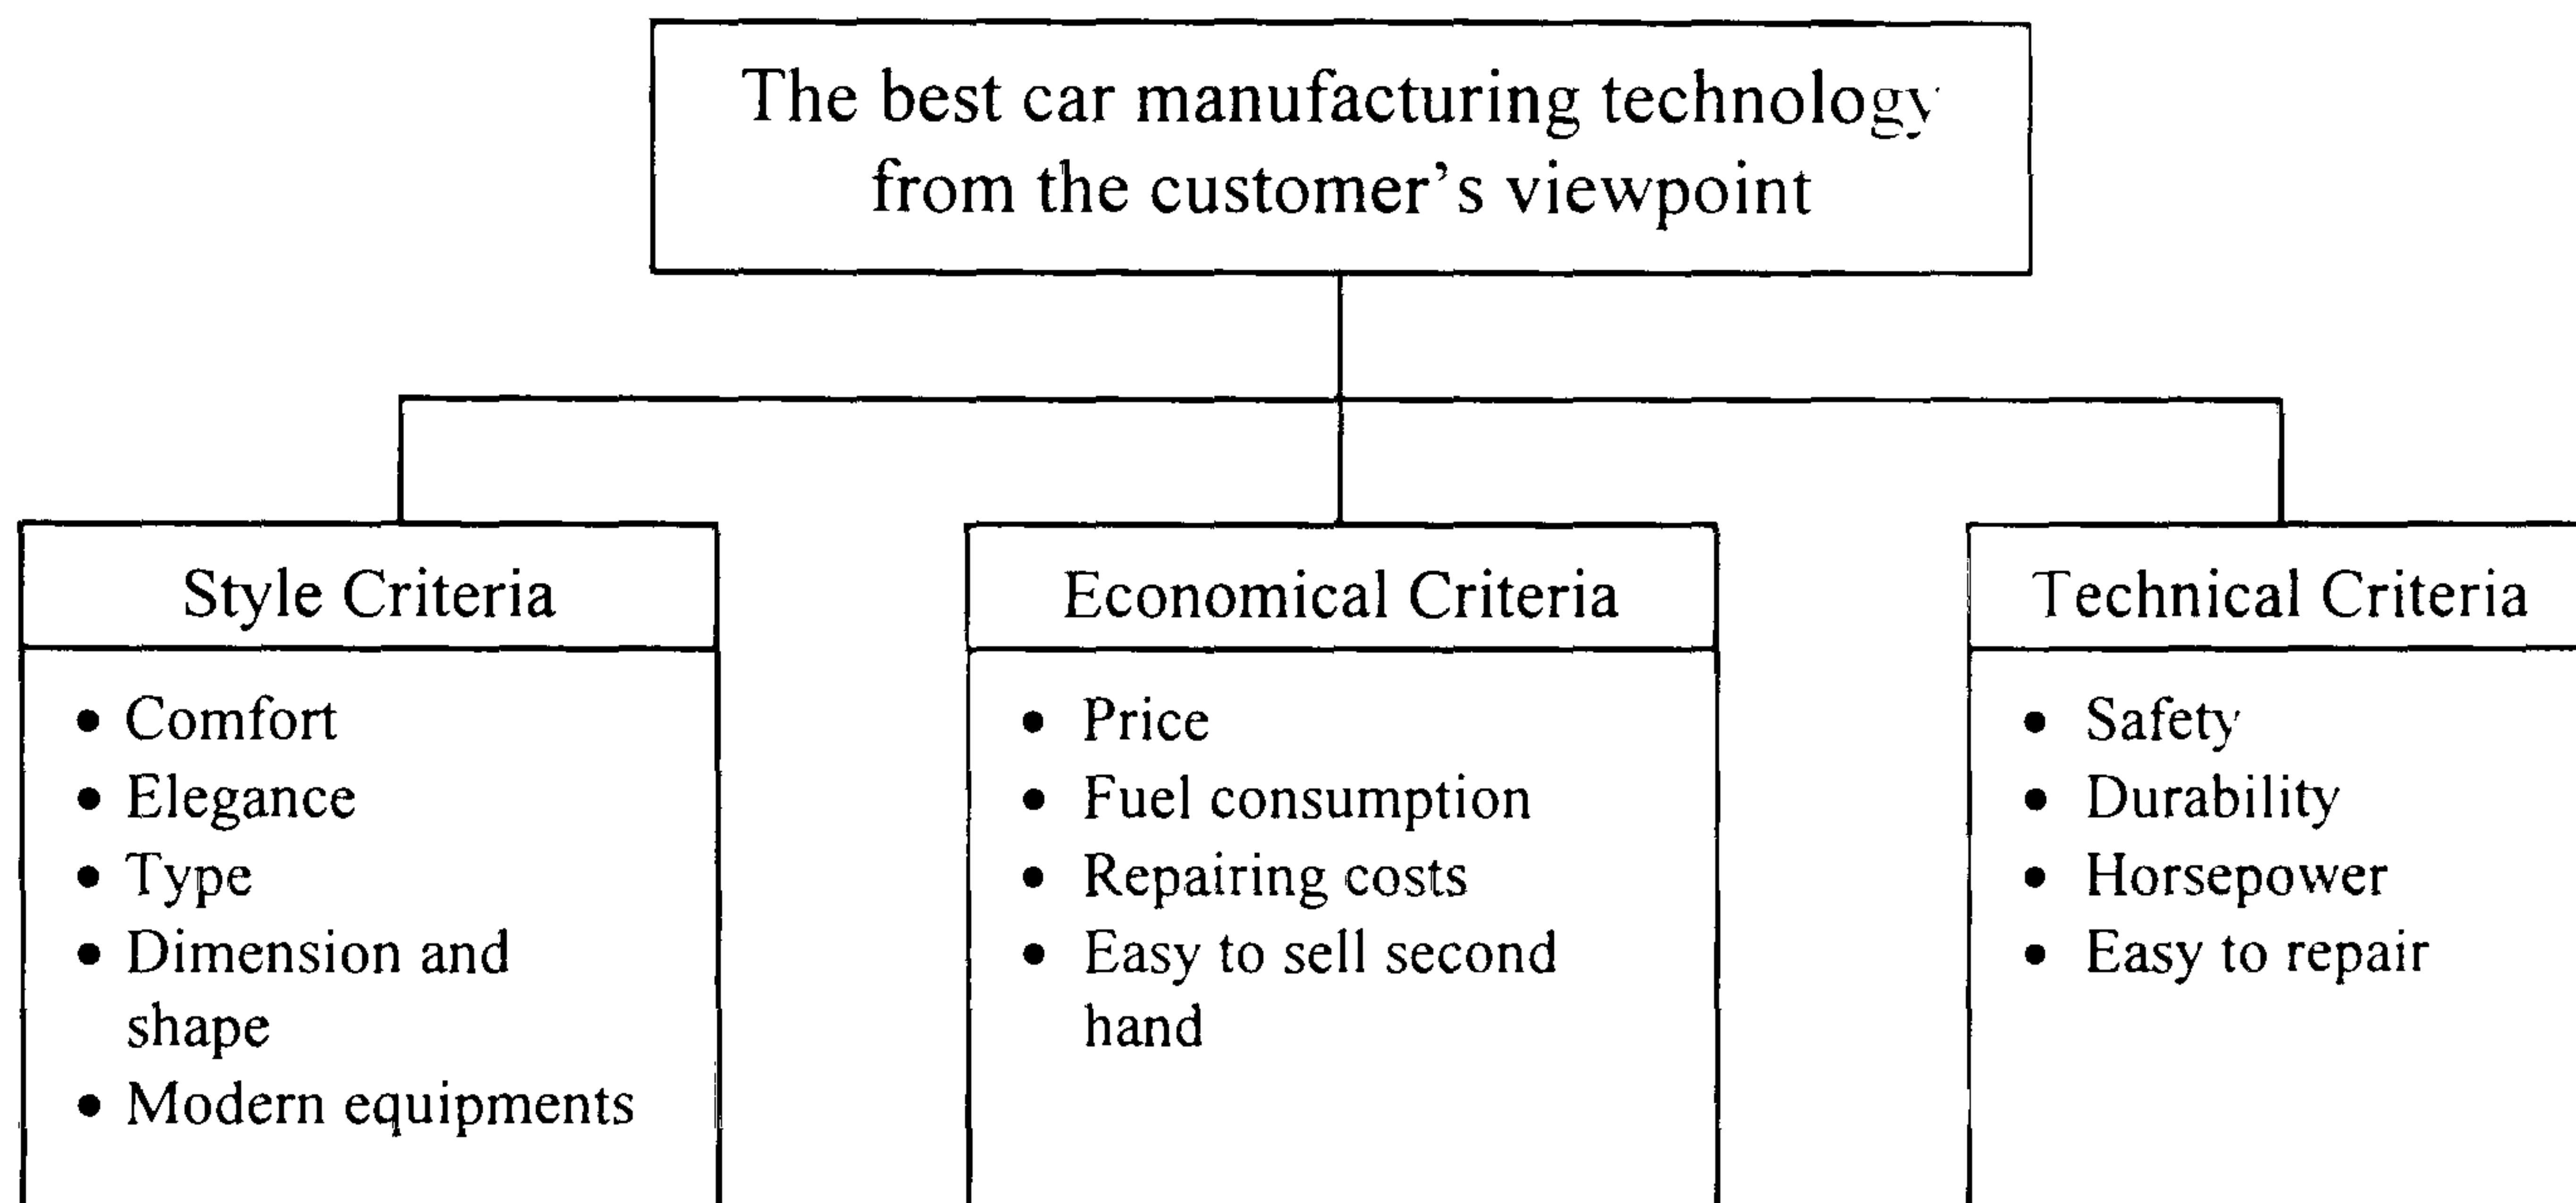 The best car manufacturing technology
from the customer's viewpoint
Style Criteria
• Comfort
• Elegance
• Type
• Dimension and
shape
• Modern equipments
Economical Criteria
• Price
• Fuel consumption
• Repairing costs
• Easy to sell second
hand
Technical Criteria
• Safety
• Durability
• Horsepower
• Easy to repair